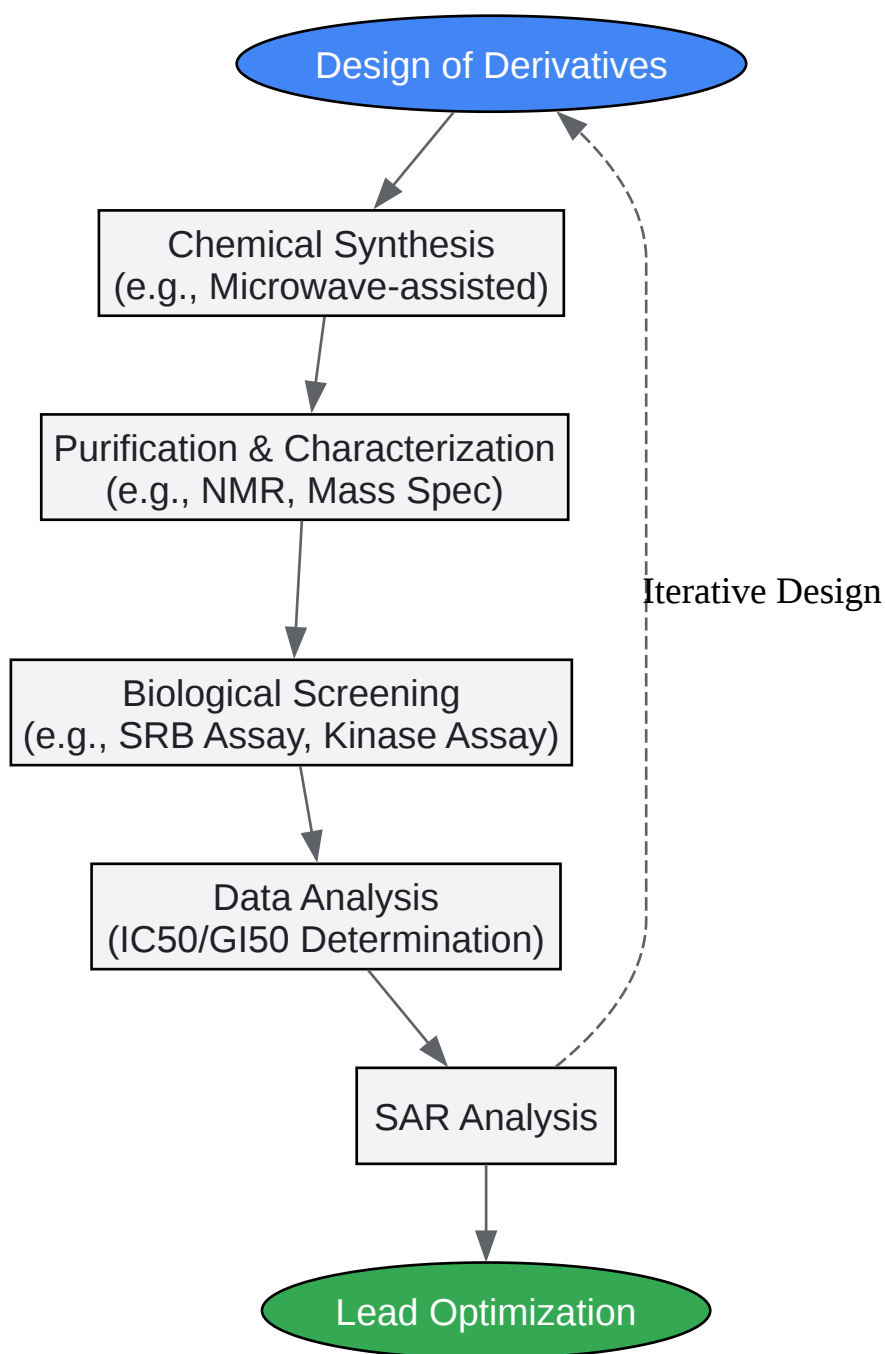 Design of Derivatives
Chemical Synthesis
(e.g., Microwave-assisted)
Purification & Characterization
(e.g., NMR, Mass Spec)
Iterative Design
Biological Screening
(e.g., SRB Assay, Kinase Assay)
Data Analysis
(IC50/GI50 Determination)
SAR Analysis
Lead Optimization